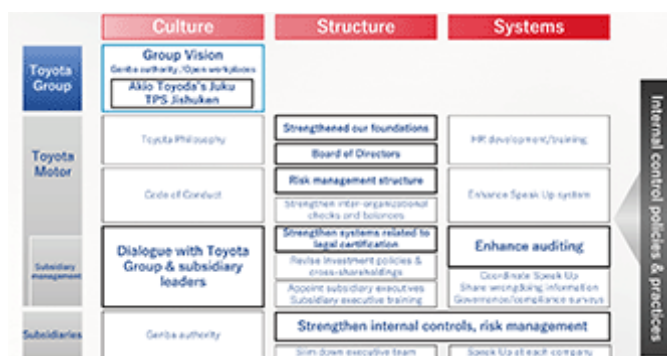 Culture
Structure
Systems
Toyota
Group
Group Vision
Genba authority/Open workplaces
Akio Toyoda's Juku
TPS Jishuken
Toyota
Motor
Toyota Philosophy
Strengthened our foundations
Board of Directors
HR development/training
Code of Conduct
Risk management structure
Strengthen inter-organizational
checks and balances
Enhance Speak Up system
Subsidiary
management
Dialogue with Toyota
Group & subsidiary
leaders
Strengthen systems related to
legal certification
Revise investment policies &
cross-shareholdings
Appoint subsidiary executives
Subsidiary executive training
Enhance auditing
Coordinate Speak Up
Share wrongdoing information
Governance/compliance surveys
Subsidiaries
Genba authority
Strengthen internal controls, risk management
Slim down executive team
Speak Up at each company
Internal control policies & practices